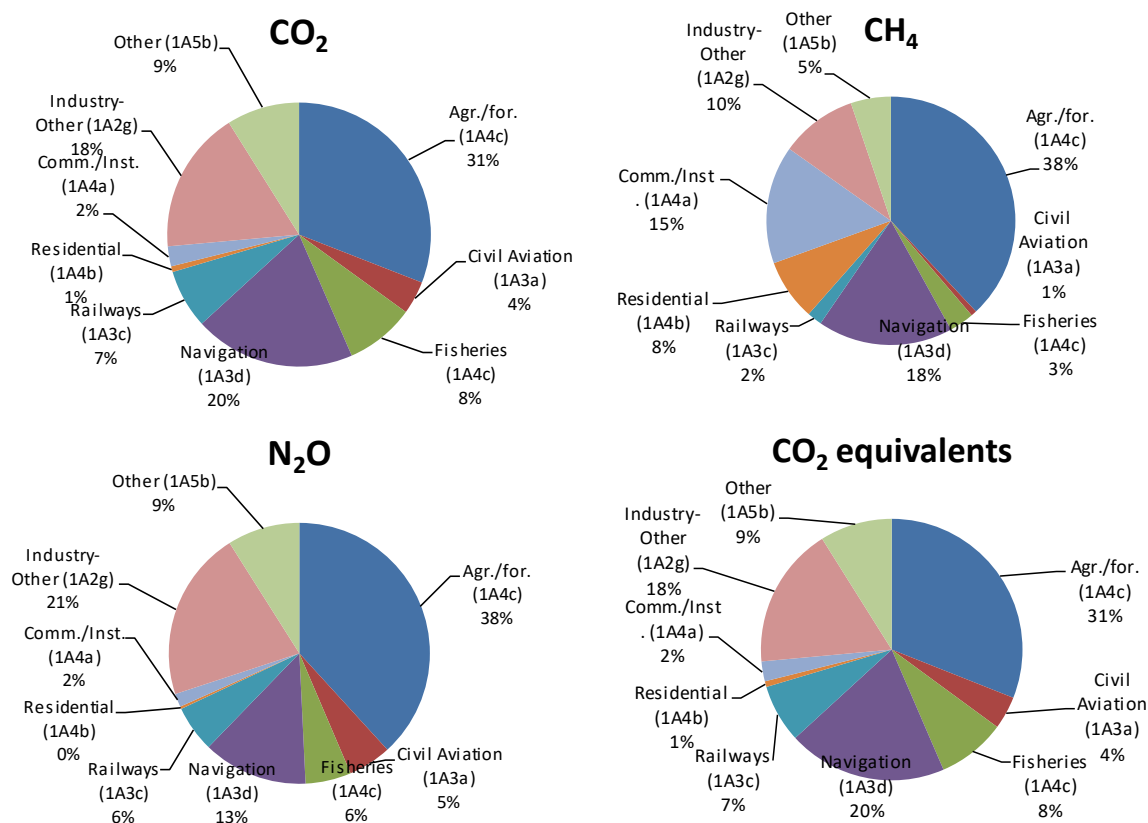 CO₂
Other (1A5b)
9%
Agr./for.
(1A4c)
31%
Civil Aviation
(1A3a)
4%
Fisheries
(1A4c)
8%
Navigation
(1A3d)
20%
Railways
(1A3c)
7%
Residential
(1A4b)
1%
Comm./Inst.
(1A4a)
2%
Industry-
Other (1A2g)
18%
CH₄
Other
(1A5b)
5%
Agr./for.
(1A4c)
38%
Civil
Aviation
(1A3a)
1%
Fisheries
(1A4c)
3%
Navigation
(1A3d)
18%
Railways
(1A3c)
2%
Residential
(1A4b)
8%
Comm./Inst
. (1A4a)
15%
Industry-
Other
(1A2g)
10%
N₂O
Other (1A5b)
9%
Agr./for.
(1A4c)
38%
Civil Aviation
(1A3a)
5%
Fisheries
(1A4c)
6%
Navigation
(1A3d)
13%
Railways
(1A3c)
6%
Residential
(1A4b)
0%
Comm./Inst.
(1A4a)
2%
Industry-
Other (1A2g)
21%
CO₂ equivalents
Other
(1A5b)
9%
Agr./for.
(1A4c)
31%
Civil
Aviation
(1A3a)
4%
Fisheries
(1A4c)
8%
Navigation
(1A3d)
20%
Railways
(1A3c)
7%
Residential
(1A4b)
1%
Comm./Inst
. (1A4a)
2%
Industry-
Other
(1A2g)
18%